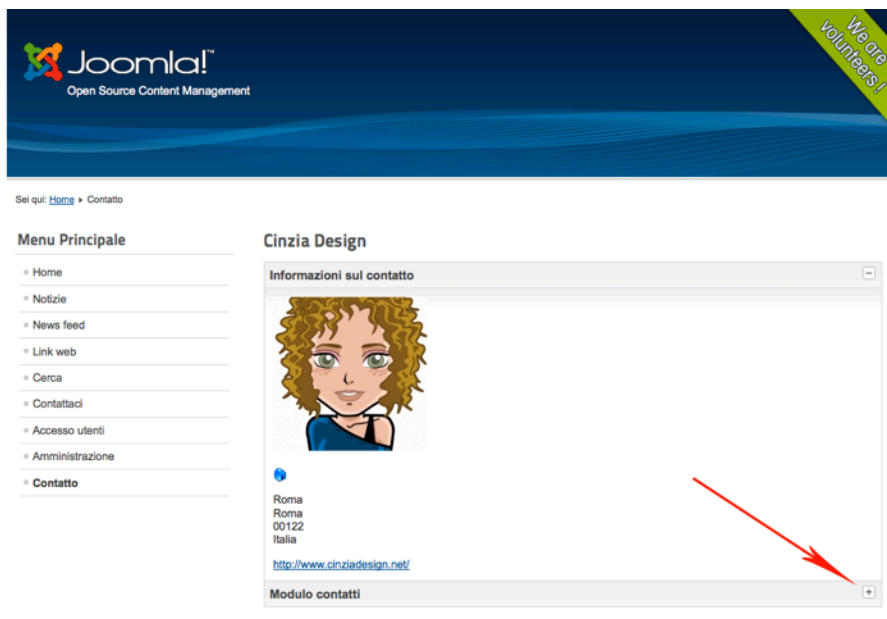 Joomla!™
Open Source Content Management
We are
volunteers!
Sei qui: Home ▸ Contatto
Menu Principale
Home
Notizie
News feed
Link web
Cerca
Contattaci
Accesso utenti
Amministrazione
Contatto
Cinzia Design
Informazioni sul contatto
Roma
Roma
00122
Italia
http://www.cinziadesign.net/
Modulo contatti